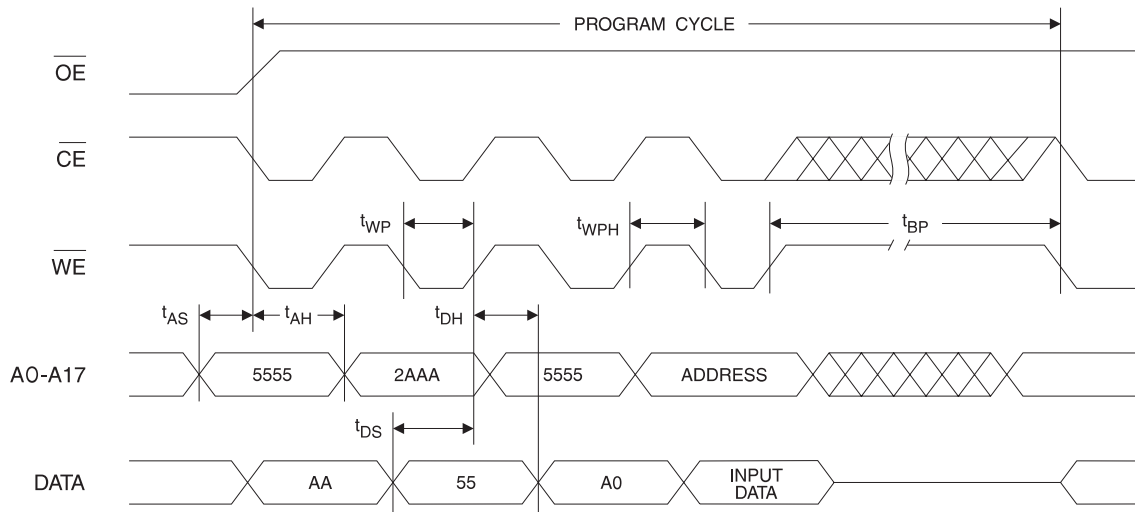 PROGRAM CYCLE
OE
CE
tWP
tWPH
tBP
WE
tAS
tAH
tDH
A0-A17
5555
2AAA
5555
ADDRESS
tDS
DATA
AA
55
A0
INPUT
DATA